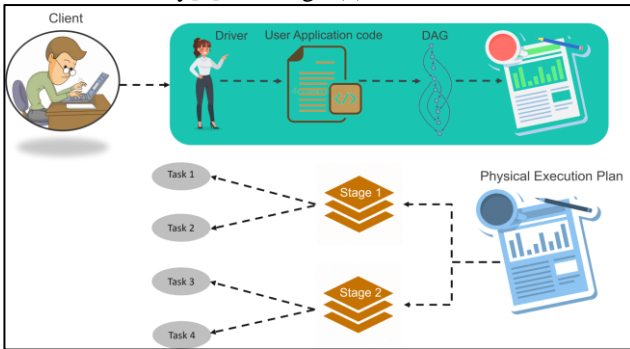 Client
Driver
User Application code
DAG
</>
Physical Execution Plan
Task 1
Stage 1
Task 2
Task 3
Stage 2
Task 4